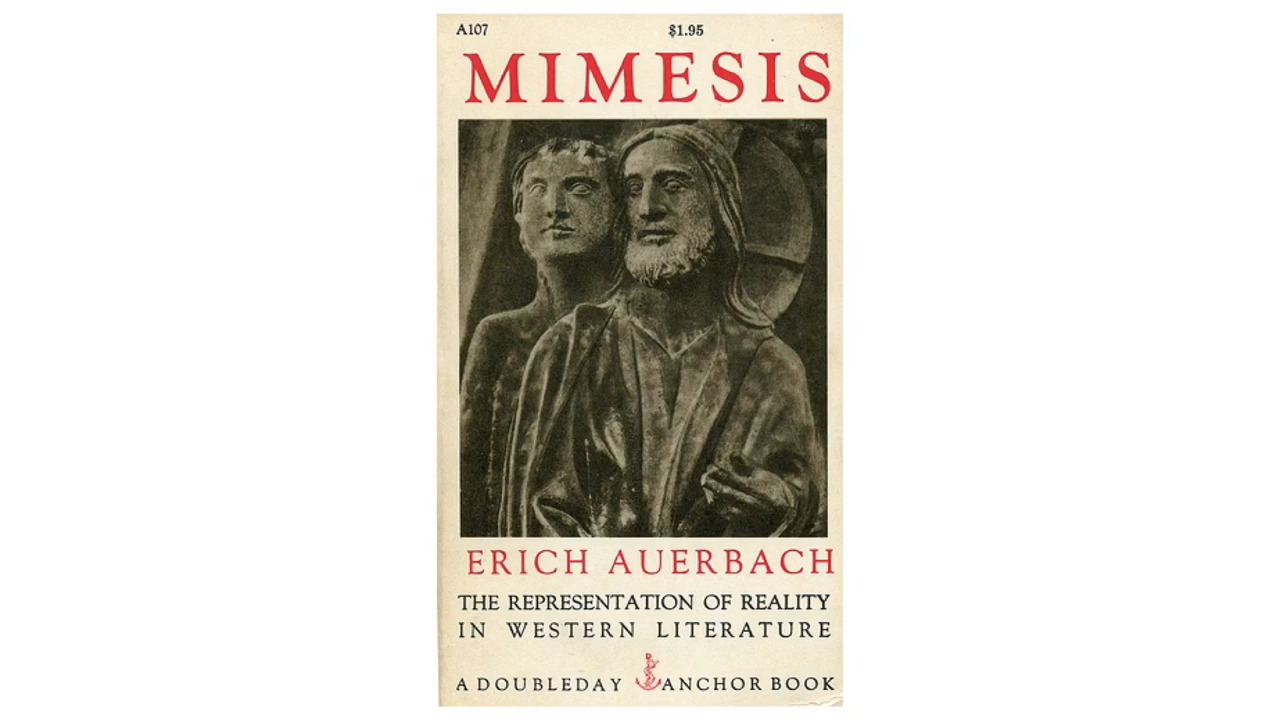 A107 $1.95
MIMESIS
ERICH AUERBACH
THE REPRESENTATION OF REALITY
IN WESTERN LITERATURE
A DOUBLEDAY ANCHOR BOOK